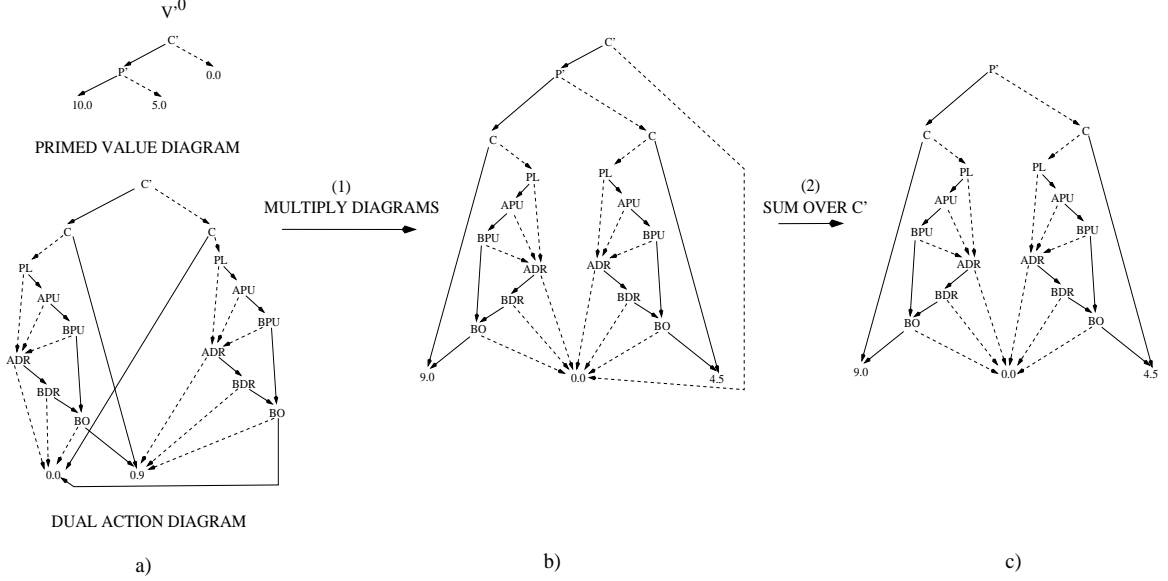 V'⁰
C'
P'
0.0
10.0
5.0
PRIMED VALUE DIAGRAM
C'
C
C
PL
PL
APU
APU
BPU
BPU
ADR
ADR
BDR
BDR
BO
BO
0.0
0.9
DUAL ACTION DIAGRAM
a)
(1)
MULTIPLY DIAGRAMS
C'
P'
C
C
PL
PL
APU
APU
BPU
BPU
ADR
ADR
BDR
BDR
BO
BO
9.0
0.0
4.5
b)
(2)
SUM OVER C'
P'
C
C
PL
PL
APU
APU
BPU
BPU
ADR
ADR
BDR
BDR
BO
BO
9.0
0.0
4.5
c)